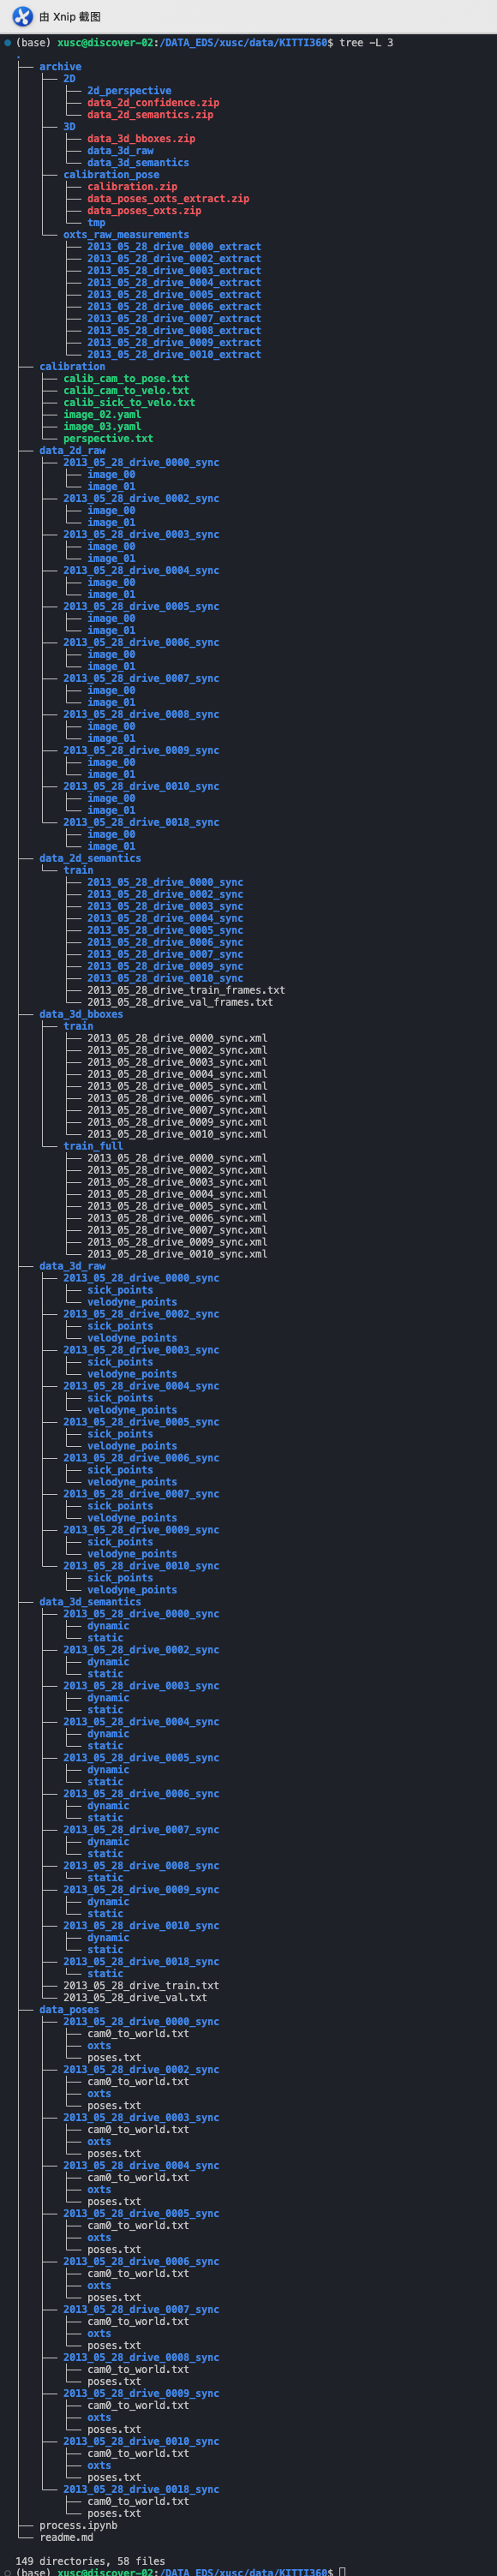 由 Xnip 截图
(base) xusc@discover-02:/DATA_EDS/xusc/data/KITTI360$ tree -L 3
.
├── archive
│   ├── 2D
│   │   ├── 2d_perspective
│   │   ├── data_2d_confidence.zip
│   │   └── data_2d_semantics.zip
│   ├── 3D
│   │   ├── data_3d_bboxes.zip
│   │   ├── data_3d_raw
│   │   └── data_3d_semantics
│   ├── calibration_pose
│   │   ├── calibration.zip
│   │   ├── data_poses_oxts_extract.zip
│   │   ├── data_poses_oxts.zip
│   │   └── tmp
│   └── oxts_raw_measurements
│       ├── 2013_05_28_drive_0000_extract
│       ├── 2013_05_28_drive_0002_extract
│       ├── 2013_05_28_drive_0003_extract
│       ├── 2013_05_28_drive_0004_extract
│       ├── 2013_05_28_drive_0005_extract
│       ├── 2013_05_28_drive_0006_extract
│       ├── 2013_05_28_drive_0007_extract
│       ├── 2013_05_28_drive_0008_extract
│       ├── 2013_05_28_drive_0009_extract
│       └── 2013_05_28_drive_0010_extract
├── calibration
│   ├── calib_cam_to_pose.txt
│   ├── calib_cam_to_velo.txt
│   ├── calib_sick_to_velo.txt
│   ├── image_02.yaml
│   ├── image_03.yaml
│   └── perspective.txt
├── data_2d_raw
│   ├── 2013_05_28_drive_0000_sync
│   │   ├── image_00
│   │   └── image_01
│   ├── 2013_05_28_drive_0002_sync
│   │   ├── image_00
│   │   └── image_01
│   ├── 2013_05_28_drive_0003_sync
│   │   ├── image_00
│   │   └── image_01
│   ├── 2013_05_28_drive_0004_sync
│   │   ├── image_00
│   │   └── image_01
│   ├── 2013_05_28_drive_0005_sync
│   │   ├── image_00
│   │   └── image_01
│   ├── 2013_05_28_drive_0006_sync
│   │   ├── image_00
│   │   └── image_01
│   ├── 2013_05_28_drive_0007_sync
│   │   ├── image_00
│   │   └── image_01
│   ├── 2013_05_28_drive_0008_sync
│   │   ├── image_00
│   │   └── image_01
│   ├── 2013_05_28_drive_0009_sync
│   │   ├── image_00
│   │   └── image_01
│   ├── 2013_05_28_drive_0010_sync
│   │   ├── image_00
│   │   └── image_01
│   └── 2013_05_28_drive_0018_sync
│       ├── image_00
│       └── image_01
├── data_2d_semantics
│   └── train
│       ├── 2013_05_28_drive_0000_sync
│       ├── 2013_05_28_drive_0002_sync
│       ├── 2013_05_28_drive_0003_sync
│       ├── 2013_05_28_drive_0004_sync
│       ├── 2013_05_28_drive_0005_sync
│       ├── 2013_05_28_drive_0006_sync
│       ├── 2013_05_28_drive_0007_sync
│       ├── 2013_05_28_drive_0009_sync
│       ├── 2013_05_28_drive_0010_sync
│       ├── 2013_05_28_drive_train_frames.txt
│       └── 2013_05_28_drive_val_frames.txt
├── data_3d_bboxes
│   ├── train
│   │   ├── 2013_05_28_drive_0000_sync.xml
│   │   ├── 2013_05_28_drive_0002_sync.xml
│   │   ├── 2013_05_28_drive_0003_sync.xml
│   │   ├── 2013_05_28_drive_0004_sync.xml
│   │   ├── 2013_05_28_drive_0005_sync.xml
│   │   ├── 2013_05_28_drive_0006_sync.xml
│   │   ├── 2013_05_28_drive_0007_sync.xml
│   │   ├── 2013_05_28_drive_0009_sync.xml
│   │   └── 2013_05_28_drive_0010_sync.xml
│   └── train_full
│       ├── 2013_05_28_drive_0000_sync.xml
│       ├── 2013_05_28_drive_0002_sync.xml
│       ├── 2013_05_28_drive_0003_sync.xml
│       ├── 2013_05_28_drive_0004_sync.xml
│       ├── 2013_05_28_drive_0005_sync.xml
│       ├── 2013_05_28_drive_0006_sync.xml
│       ├── 2013_05_28_drive_0007_sync.xml
│       ├── 2013_05_28_drive_0009_sync.xml
│       └── 2013_05_28_drive_0010_sync.xml
├── data_3d_raw
│   ├── 2013_05_28_drive_0000_sync
│   │   ├── sick_points
│   │   └── velodyne_points
│   ├── 2013_05_28_drive_0002_sync
│   │   ├── sick_points
│   │   └── velodyne_points
│   ├── 2013_05_28_drive_0003_sync
│   │   ├── sick_points
│   │   └── velodyne_points
│   ├── 2013_05_28_drive_0004_sync
│   │   ├── sick_points
│   │   └── velodyne_points
│   ├── 2013_05_28_drive_0005_sync
│   │   ├── sick_points
│   │   └── velodyne_points
│   ├── 2013_05_28_drive_0006_sync
│   │   ├── sick_points
│   │   └── velodyne_points
│   ├── 2013_05_28_drive_0007_sync
│   │   ├── sick_points
│   │   └── velodyne_points
│   ├── 2013_05_28_drive_0009_sync
│   │   ├── sick_points
│   │   └── velodyne_points
│   └── 2013_05_28_drive_0010_sync
│       ├── sick_points
│       └── velodyne_points
├── data_3d_semantics
│   ├── 2013_05_28_drive_0000_sync
│   │   ├── dynamic
│   │   └── static
│   ├── 2013_05_28_drive_0002_sync
│   │   ├── dynamic
│   │   └── static
│   ├── 2013_05_28_drive_0003_sync
│   │   ├── dynamic
│   │   └── static
│   ├── 2013_05_28_drive_0004_sync
│   │   ├── dynamic
│   │   └── static
│   ├── 2013_05_28_drive_0005_sync
│   │   ├── dynamic
│   │   └── static
│   ├── 2013_05_28_drive_0006_sync
│   │   ├── dynamic
│   │   └── static
│   ├── 2013_05_28_drive_0007_sync
│   │   ├── dynamic
│   │   └── static
│   ├── 2013_05_28_drive_0008_sync
│   │   └── static
│   ├── 2013_05_28_drive_0009_sync
│   │   ├── dynamic
│   │   └── static
│   ├── 2013_05_28_drive_0010_sync
│   │   ├── dynamic
│   │   └── static
│   ├── 2013_05_28_drive_0018_sync
│   │   └── static
│   ├── 2013_05_28_drive_train.txt
│   └── 2013_05_28_drive_val.txt
├── data_poses
│   ├── 2013_05_28_drive_0000_sync
│   │   ├── cam0_to_world.txt
│   │   ├── oxts
│   │   └── poses.txt
│   ├── 2013_05_28_drive_0002_sync
│   │   ├── cam0_to_world.txt
│   │   ├── oxts
│   │   └── poses.txt
│   ├── 2013_05_28_drive_0003_sync
│   │   ├── cam0_to_world.txt
│   │   ├── oxts
│   │   └── poses.txt
│   ├── 2013_05_28_drive_0004_sync
│   │   ├── cam0_to_world.txt
│   │   ├── oxts
│   │   └── poses.txt
│   ├── 2013_05_28_drive_0005_sync
│   │   ├── cam0_to_world.txt
│   │   ├── oxts
│   │   └── poses.txt
│   ├── 2013_05_28_drive_0006_sync
│   │   ├── cam0_to_world.txt
│   │   ├── oxts
│   │   └── poses.txt
│   ├── 2013_05_28_drive_0007_sync
│   │   ├── cam0_to_world.txt
│   │   ├── oxts
│   │   └── poses.txt
│   ├── 2013_05_28_drive_0008_sync
│   │   ├── cam0_to_world.txt
│   │   └── poses.txt
│   ├── 2013_05_28_drive_0009_sync
│   │   ├── cam0_to_world.txt
│   │   ├── oxts
│   │   └── poses.txt
│   ├── 2013_05_28_drive_0010_sync
│   │   ├── cam0_to_world.txt
│   │   ├── oxts
│   │   └── poses.txt
│   └── 2013_05_28_drive_0018_sync
│       ├── cam0_to_world.txt
│       └── poses.txt
├── process.ipynb
└── readme.md
149 directories, 58 files
(base) xusc@discover-02:/DATA_EDS/xusc/data/KITTI360$